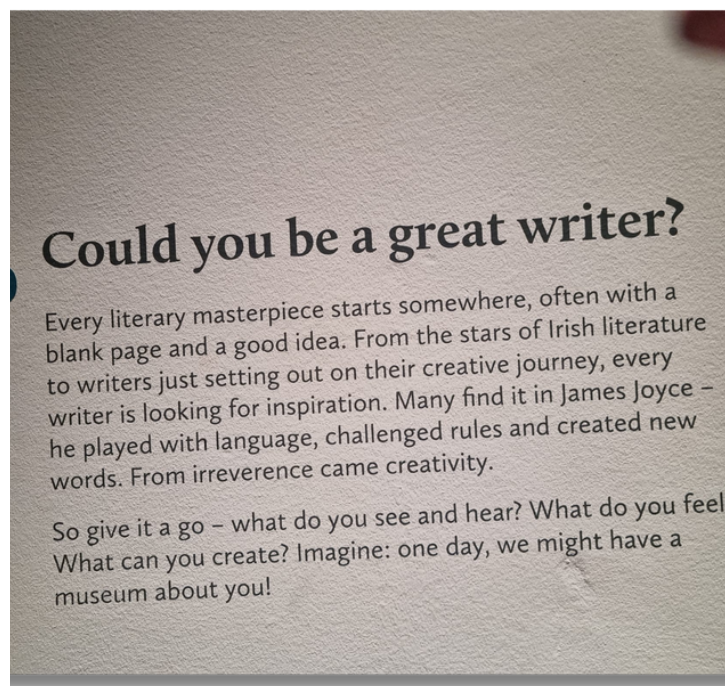 Could you be a great writer?
Every literary masterpiece starts somewhere, often with a
blank page and a good idea. From the stars of Irish literature
to writers just setting out on their creative journey, every
writer is looking for inspiration. Many find it in James Joyce –
he played with language, challenged rules and created new
words. From irreverence came creativity.
So give it a go – what do you see and hear? What do you feel
What can you create? Imagine: one day, we might have a
museum about you!